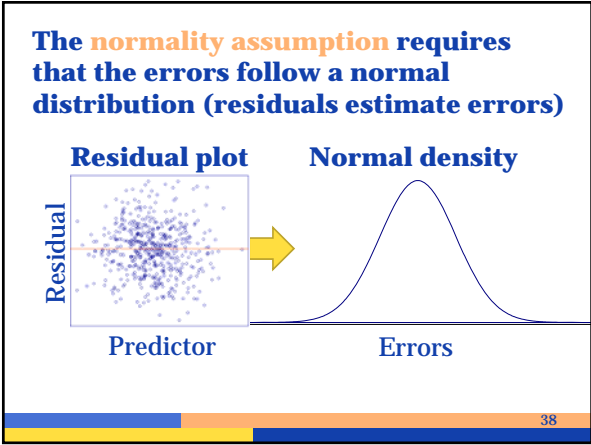 The normality assumption requires
that the errors follow a normal
distribution (residuals estimate errors)
Residual plot
Normal density
Residual
Predictor
Errors
38